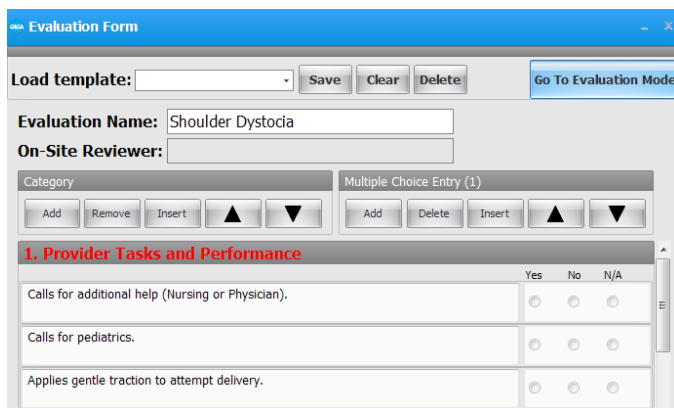 GIGA Evaluation Form
Load template: Save Clear Delete Go To Evaluation Mode
Evaluation Name: Shoulder Dystocia
On-Site Reviewer:
Category Multiple Choice Entry (1)
Add Remove Insert ▲ ▼ Add Delete Insert ▲ ▼
1. Provider Tasks and Performance
Yes No N/A
Calls for additional help (Nursing or Physician).
Calls for pediatrics.
Applies gentle traction to attempt delivery.